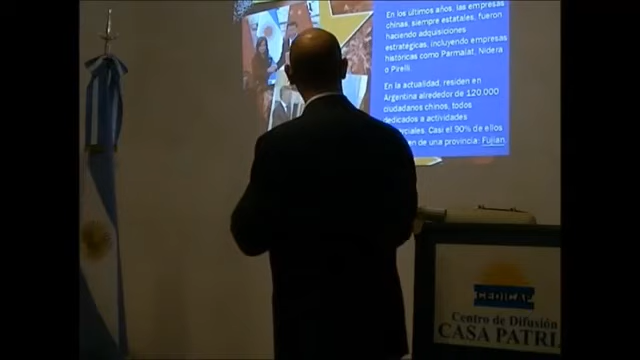 En los últimos años, las empresas
chinas, siempre estatales, fueron
haciendo adquisiciones
estratégicas, incluyendo empresas
históricas como Parmalat, Nidera
o Pirelli.
En la actualidad, residen en
Argentina alrededor de 120.000
ciudadanos chinos, todos
dedicados a actividades
Casi el 90% de ellos
de una provincia: Fujian.
CEDICAP
Centro de Difusión
CASA PATRI